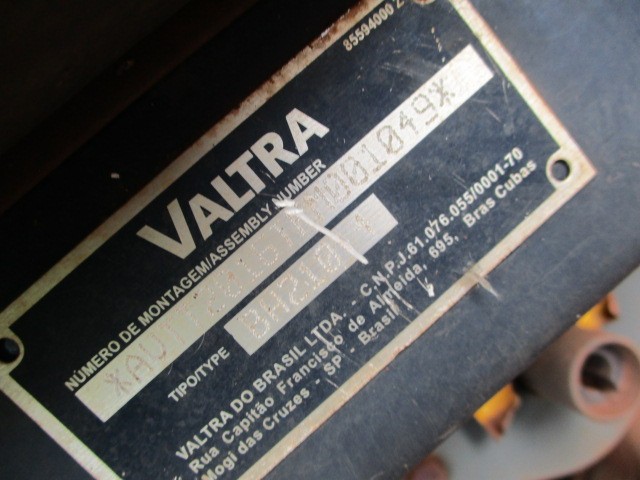 85594000
VALTRA
NÚMERO DE MONTAGEM/ASSEMBLY NUMBER
TIPO/TYPE BH210
VALTRA DO BRASIL LTDA. - C.N.P.J.61.076.055/0001-70
Rua Capitão Francisco de Almeida, 695, Bras Cubas
Mogi das Cruzes - SP - Brasil